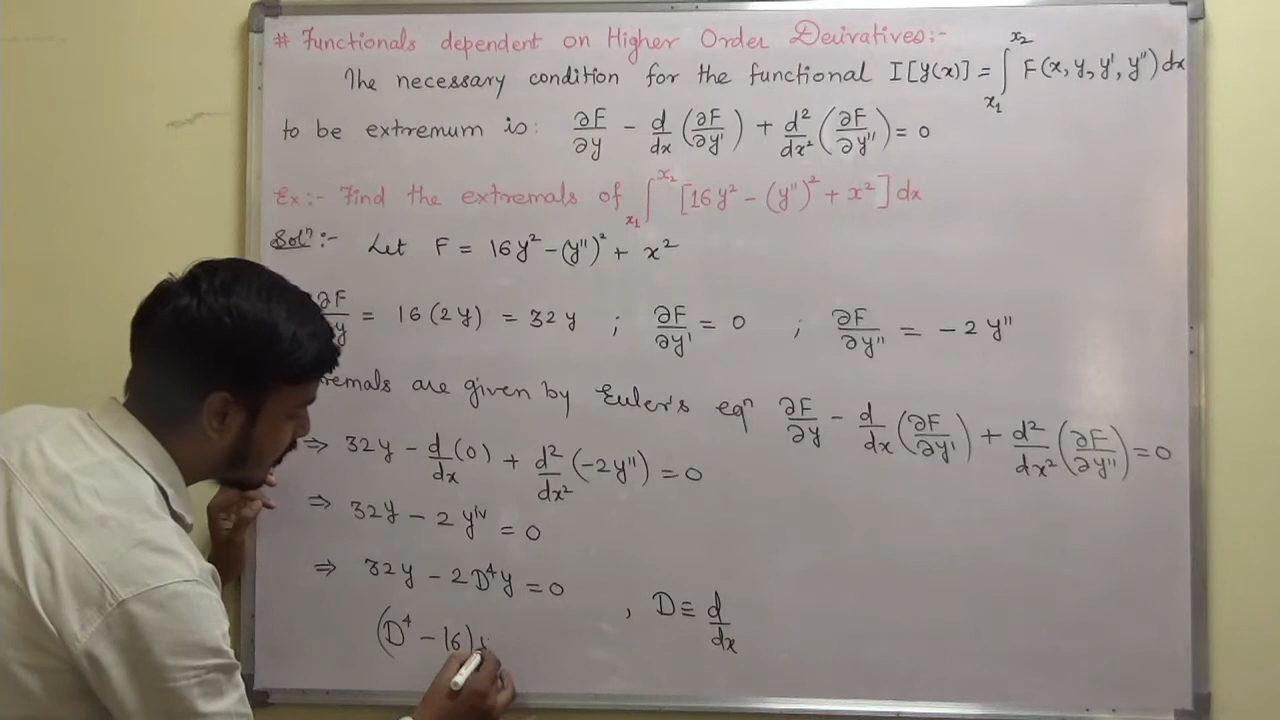 # Functionals dependent on Higher Order Derivatives:-
The necessary condition for the functional I[y(x)] = ∫_{x₁}^{x₂} F(x, y, y', y'') dx
to be extremum is: ∂F/∂y - d/dx (∂F/∂y') + d²/dx² (∂F/∂y'') = 0
Ex:- Find the extremals of ∫_{x₁}^{x₂} [16y² - (y'')² + x²] dx
Solⁿ:- Let F = 16y² - (y'')² + x²
∂F/∂y = 16(2y) = 32y ; ∂F/∂y' = 0 ; ∂F/∂y'' = -2y''
are given by Euler's eqⁿ ∂F/∂y - d/dx (∂F/∂y') + d²/dx² (∂F/∂y'') = 0
⇒ 32y - d/dx (0) + d²/dx² (-2y'') = 0
⇒ 32y - 2y^{iv} = 0
⇒ 32y - 2D⁴y = 0 , D ≡ d/dx
(D⁴ - 16)